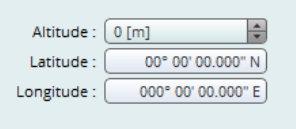 Altitude : 0 [m]
Latitude : 00° 00' 00.000" N
Longitude : 000° 00' 00.000" E